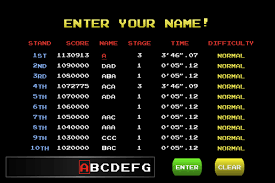 ENTER YOUR NAME!
STAND SCORE NAME STAGE TIME DIFFICULTY
1ST 1130913 A 3 3'46".07 NORMAL
2ND 1090000 DAD 1 0'05".12 NORMAL
3RD 1080000 ABA 1 0'05".12 NORMAL
4TH 1072775 ACA 3 3'46".89 NORMAL
5TH 1070000 ADA 1 0'05".12 NORMAL
6TH 1060000 1 0'05".12 NORMAL
7TH 1050000 AAA 1 0'05".12 NORMAL
8TH 1040000 AAA 1 0'05".12 NORMAL
9TH 1030000 CCC 1 0'05".12 NORMAL
10TH 1020000 BAC 1 0'05".12 NORMAL
ABCDEFG ENTER CLEAR